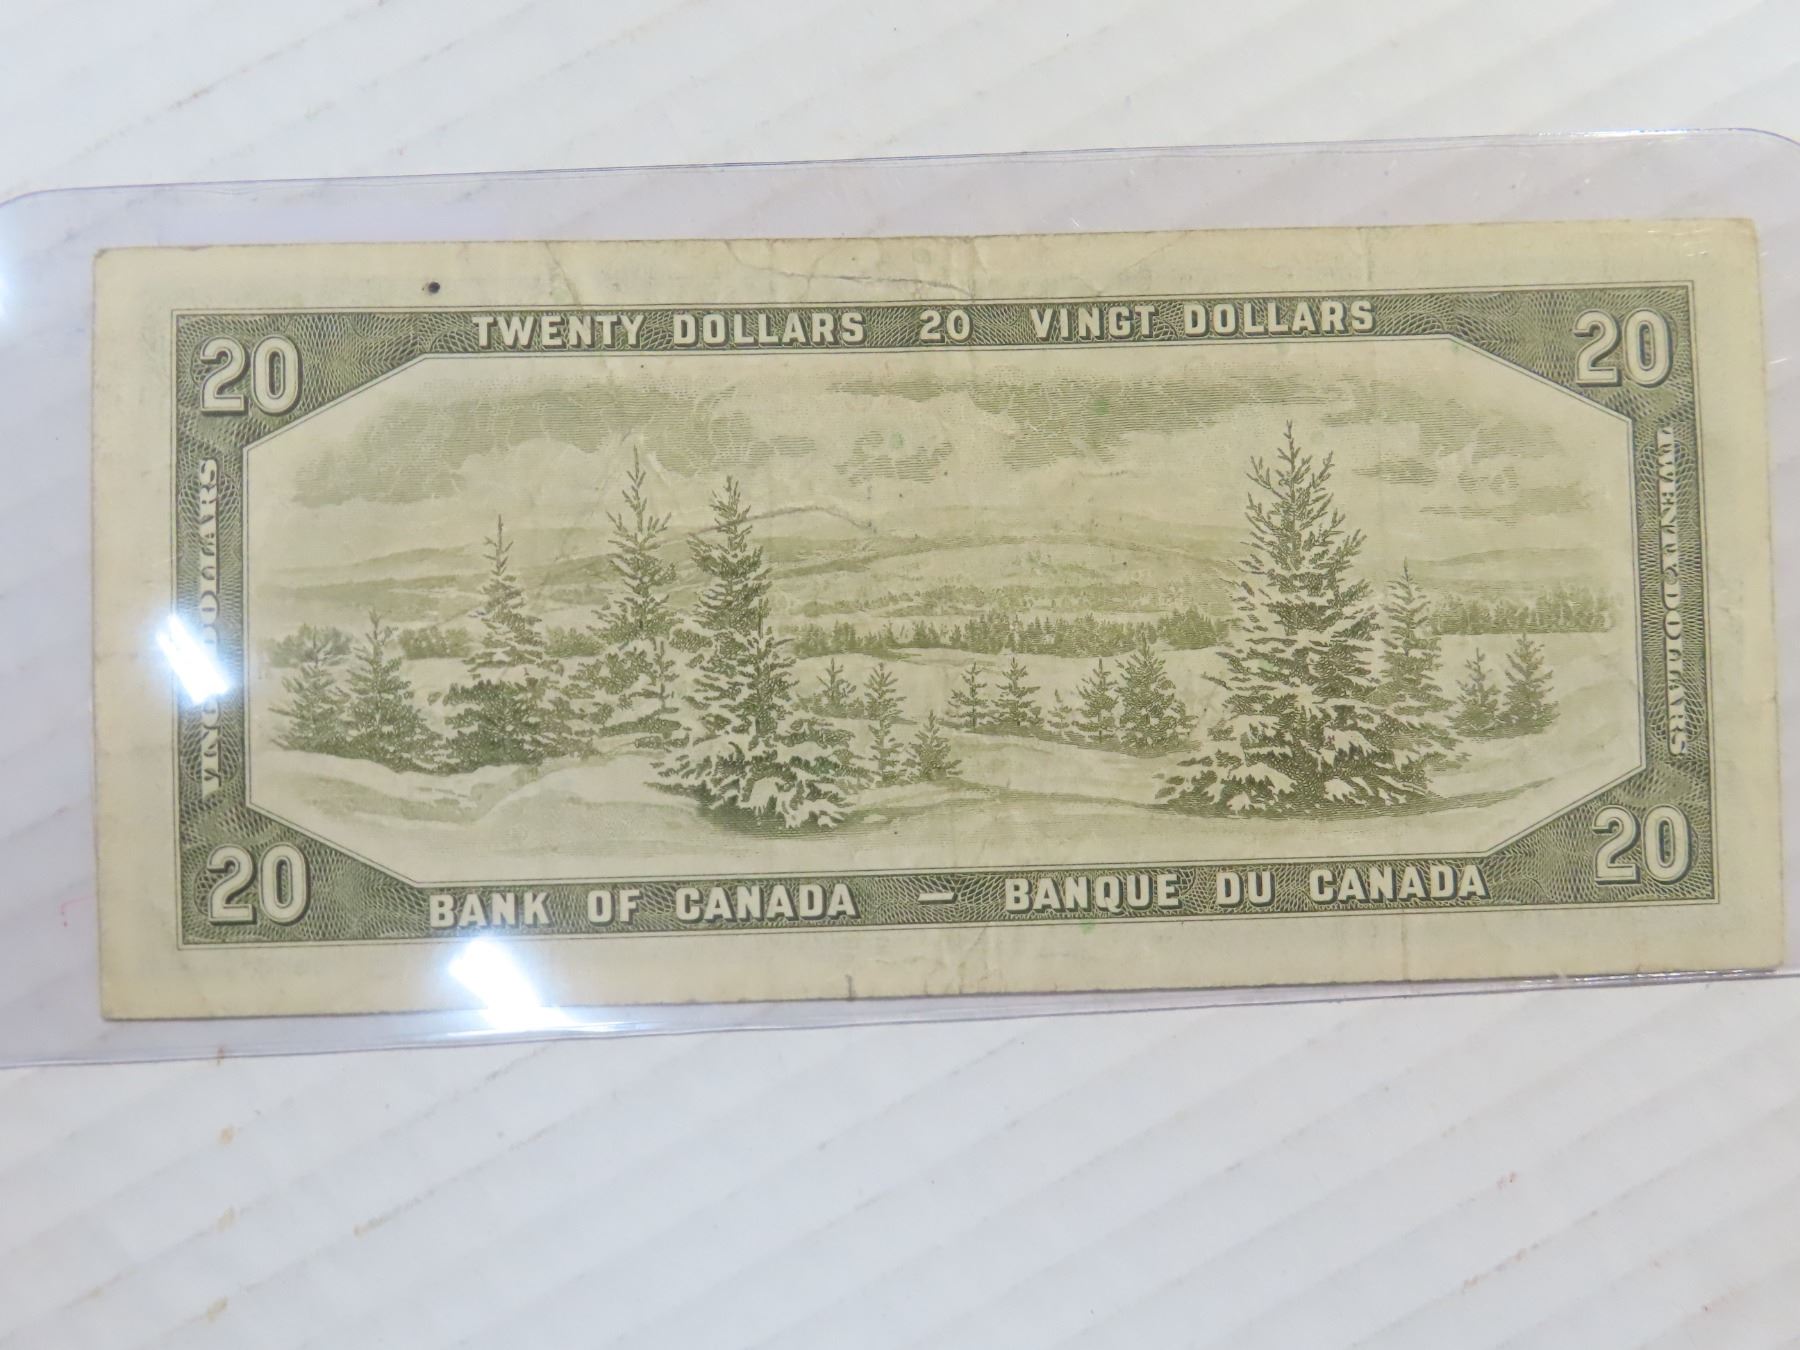 TWENTY DOLLARS 20 VINGT DOLLARS
20
20
VINGT DOLLARS
TWENTY DOLLARS
20
20
BANK OF CANADA — BANQUE DU CANADA